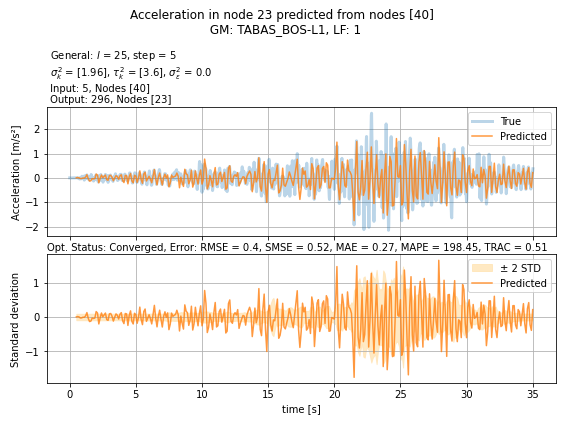 Acceleration in node 23 predicted from nodes [40]
GM: TABAS_BOS-L1, LF: 1
General: l = 25, step = 5
σ²ₖ = [1.96], τ²ₖ = [3.6], σ²ε = 0.0
Input: 5, Nodes [40]
Output: 296, Nodes [23]
Acceleration [m/s²]
2
1
0
−1
−2
True
Predicted
Opt. Status: Converged, Error: RMSE = 0.4, SMSE = 0.52, MAE = 0.27, MAPE = 198.45, TRAC = 0.51
Standard deviation
1
0
−1
± 2 STD
Predicted
0 5 10 15 20 25 30 35
time [s]